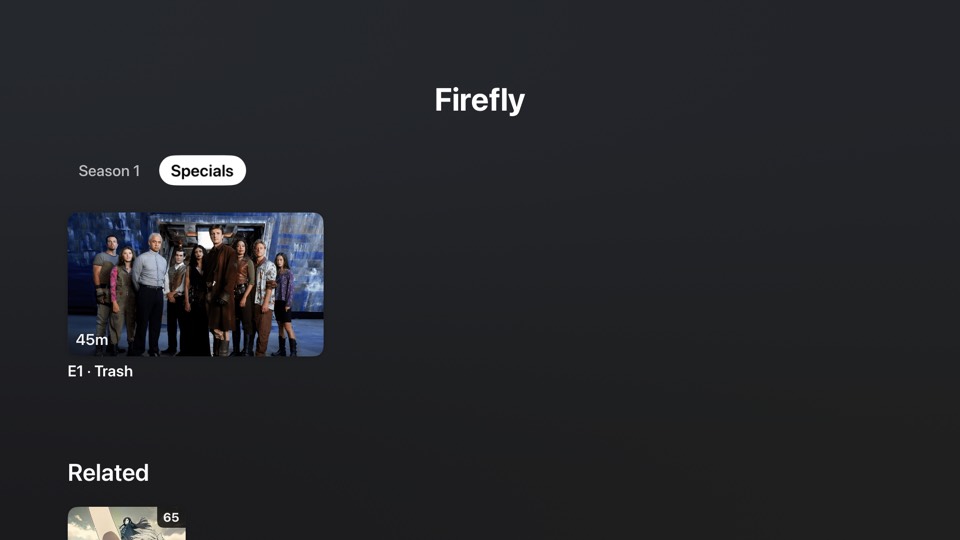 Firefly
Season 1
Specials
45m
E1 · Trash
Related
65